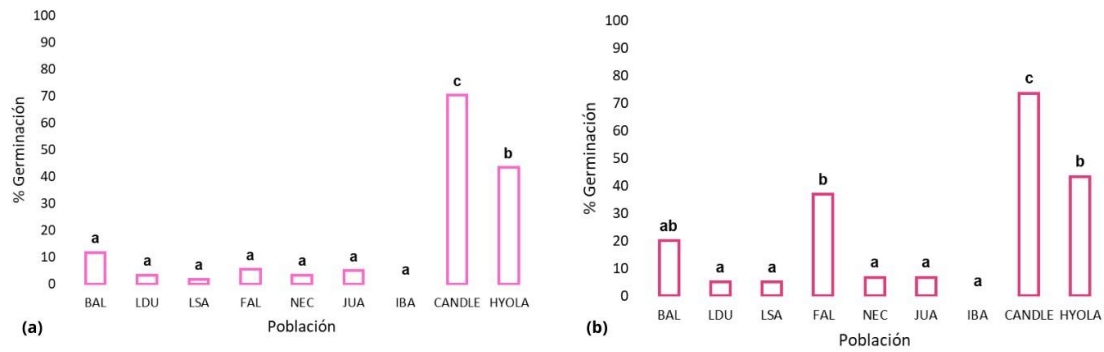 100
90
80
70
60
50
40
30
20
10
0
% Germinación
a
a
a
a
a
a
a
c
b
BAL LDU LSA FAL NEC JUA IBA CANDLE HYOLA
Población
(a)
100
90
80
70
60
50
40
30
20
10
0
% Germinación
ab
a
a
b
a
a
a
c
b
BAL LDU LSA FAL NEC JUA IBA CANDLE HYOLA
Población
(b)